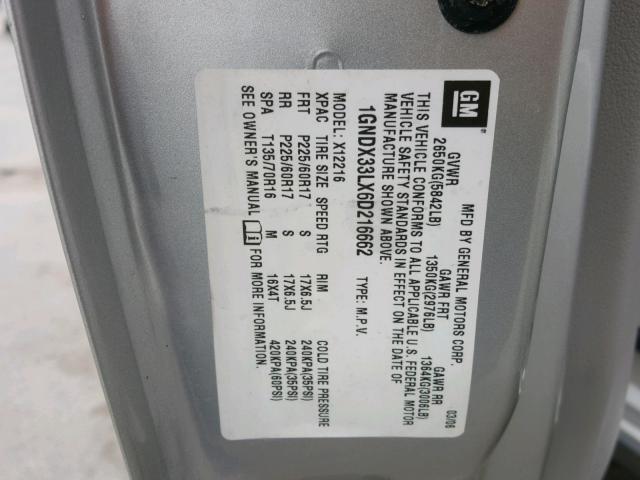 GM
MFD BY GENERAL MOTORS CORP.
03/06
GVWR GAWR FRT GAWR RR
2650KG(5842LB) 1350KG(2976LB) 1364KG(3006LB)
THIS VEHICLE CONFORMS TO ALL APPLICABLE U.S. FEDERAL MOTOR
VEHICLE SAFETY STANDARDS IN EFFECT ON THE DATE OF
MANUFACTURE SHOWN ABOVE.
1GNDX33LX6D216662 TYPE: M.P.V.
MODEL: X12216
XPAC TIRE SIZE SPEED RTG RIM COLD TIRE PRESSURE
FRT P225/60R17 S 17X6.5J 240KPA(35PSI)
RR P225/60R17 S 17X6.5J 240KPA(35PSI)
SPA T135/70R16 M 16X4T 420KPA(60PSI)
SEE OWNER'S MANUAL FOR MORE INFORMATION.